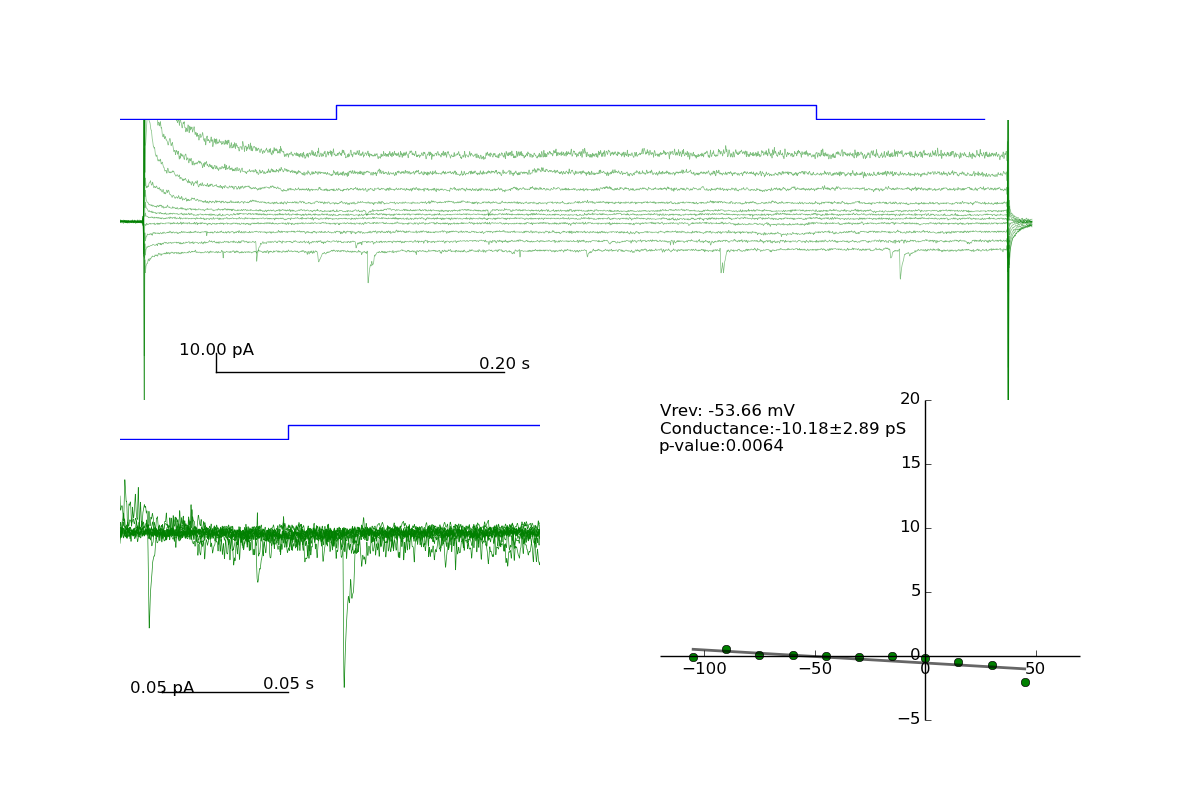 10.00 pA
0.20 s
Vrev: -53.66 mV
Conductance:-10.18±2.89 pS
p-value:0.0064
20
15
10
5
0
−5
−100
−50
0
50
0.05 pA
0.05 s